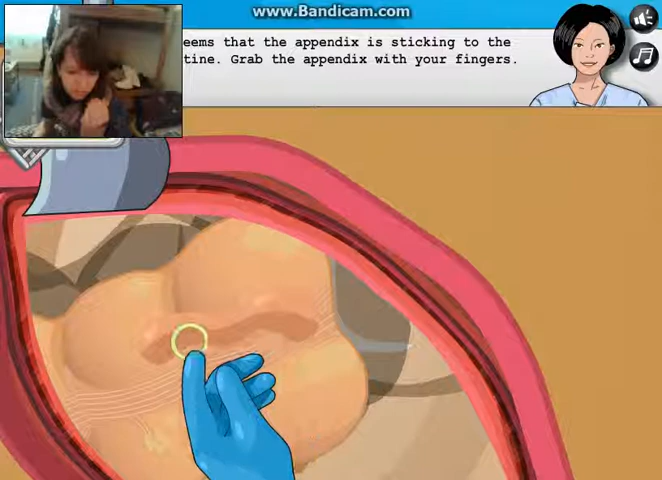 www.Bandicam.com
eems that the appendix is sticking to the
tine. Grab the appendix with your fingers.